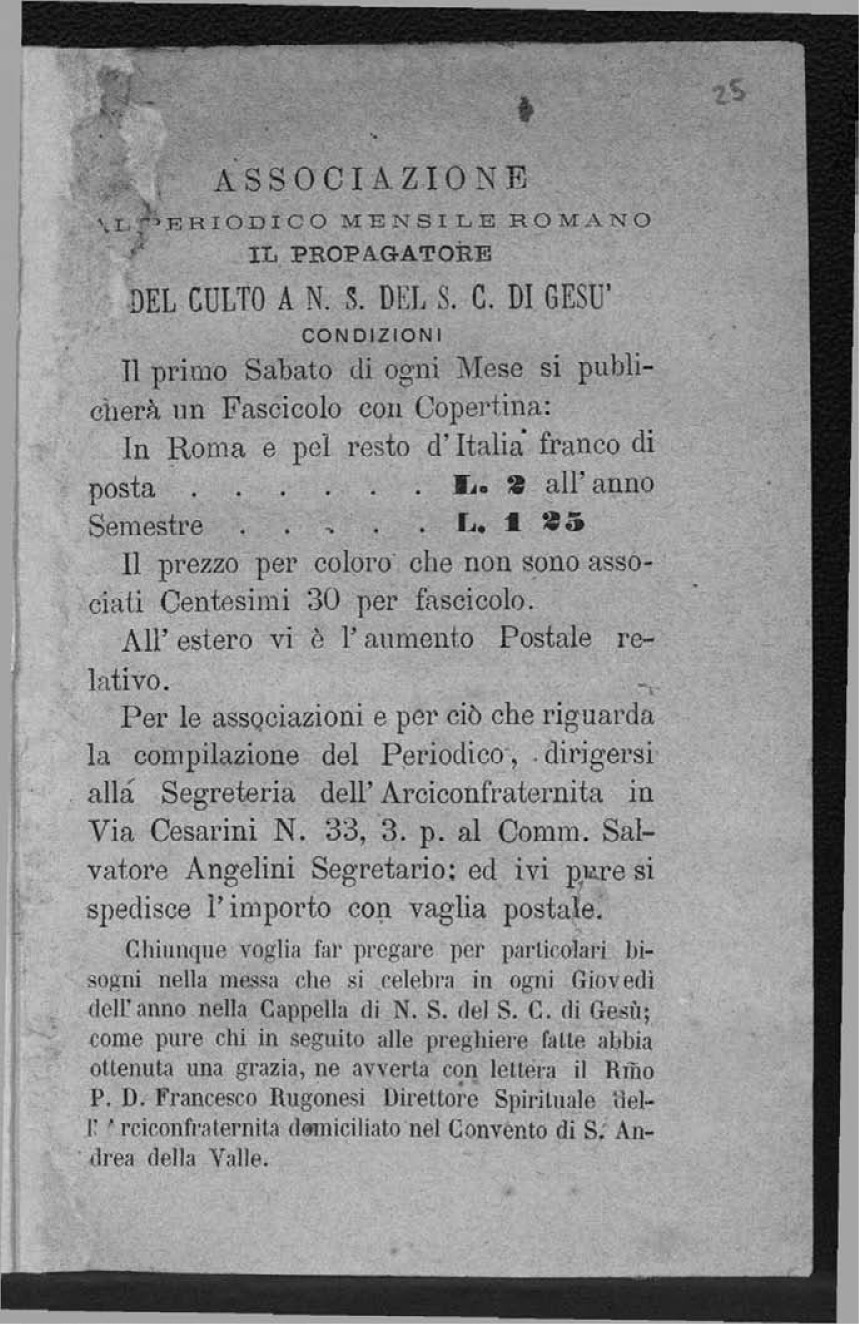 25
ASSOCIAZIONE
AL PERIODICO MENSILE ROMANO
IL PROPAGATORE
DEL CULTO A N. S. DEL S. C. DI GESU'
CONDIZIONI
Il primo Sabato di ogni Mese si publi-
cherà un Fascicolo con Copertina:
In Roma e pel resto d'Italia franco di
posta . . . . . . L. 2 all'anno
Semestre . . . . . L. 1 25
Il prezzo per coloro che non sono asso-
ciati Centesimi 30 per fascicolo.
All' estero vi è l'aumento Postale re-
lativo.
Per le associazioni e per ciò che riguarda
la compilazione del Periodico, dirigersi
alla Segreteria dell' Arciconfraternita in
Via Cesarini N. 33, 3. p. al Comm. Sal-
vatore Angelini Segretario; ed ivi pure si
spedisce l'importo con vaglia postale.
Chiunque voglia far pregare per particolari bi-
sogni nella messa che si celebra in ogni Giovedì
dell'anno nella Cappella di N. S. del S. C. di Gesù;
come pure chi in seguito alle preghiere fatte abbia
ottenuta una grazia, ne avverta con lettera il Rm̃o
P. D. Francesco Rugonesi Direttore Spirituale del-
l' Arciconfraternita domiciliato nel Convento di S. An-
drea della Valle.